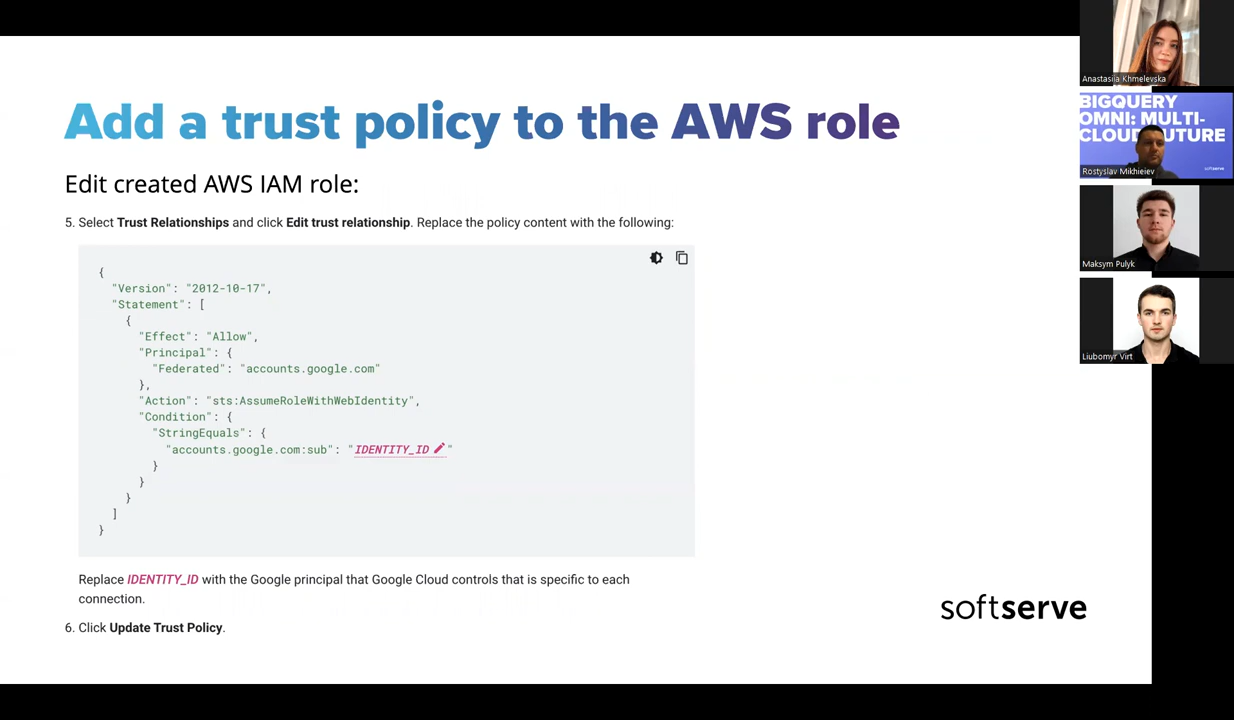 Add a trust policy to the AWS role
Edit created AWS IAM role:
5. Select Trust Relationships and click Edit trust relationship. Replace the policy content with the following:
{
"Version": "2012-10-17",
"Statement": [
{
"Effect": "Allow",
"Principal": {
"Federated": "accounts.google.com"
},
"Action": "sts:AssumeRoleWithWebIdentity",
"Condition": {
"StringEquals": {
"accounts.google.com:sub": "IDENTITY_ID"
}
}
}
]
}
Replace IDENTITY_ID with the Google principal that Google Cloud controls that is specific to each
connection.
6. Click Update Trust Policy.
softserve
Anastasiia Khmelevska
BIGQUERY
OMNI: MULTI-
CLOUD FUTURE
softserve
Rostyslav Mikhieiev
Maksym Pulyk
Liubomyr Virt